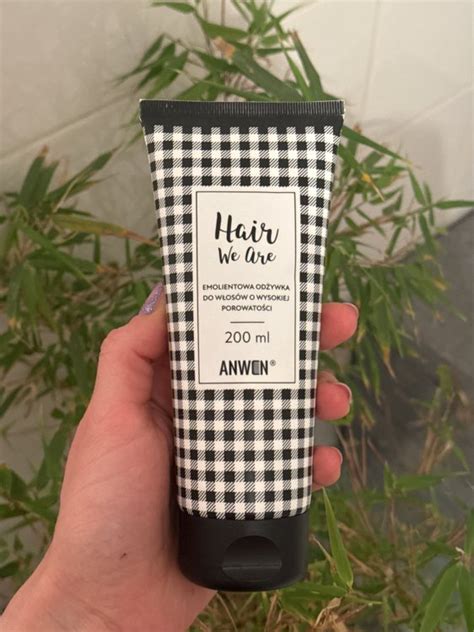 Hair
We Are
EMOLIENTOWA ODŻYWKA
DO WŁOSÓW O WYSOKIEJ
POROWATOŚCI
200 ml
ANWEN®